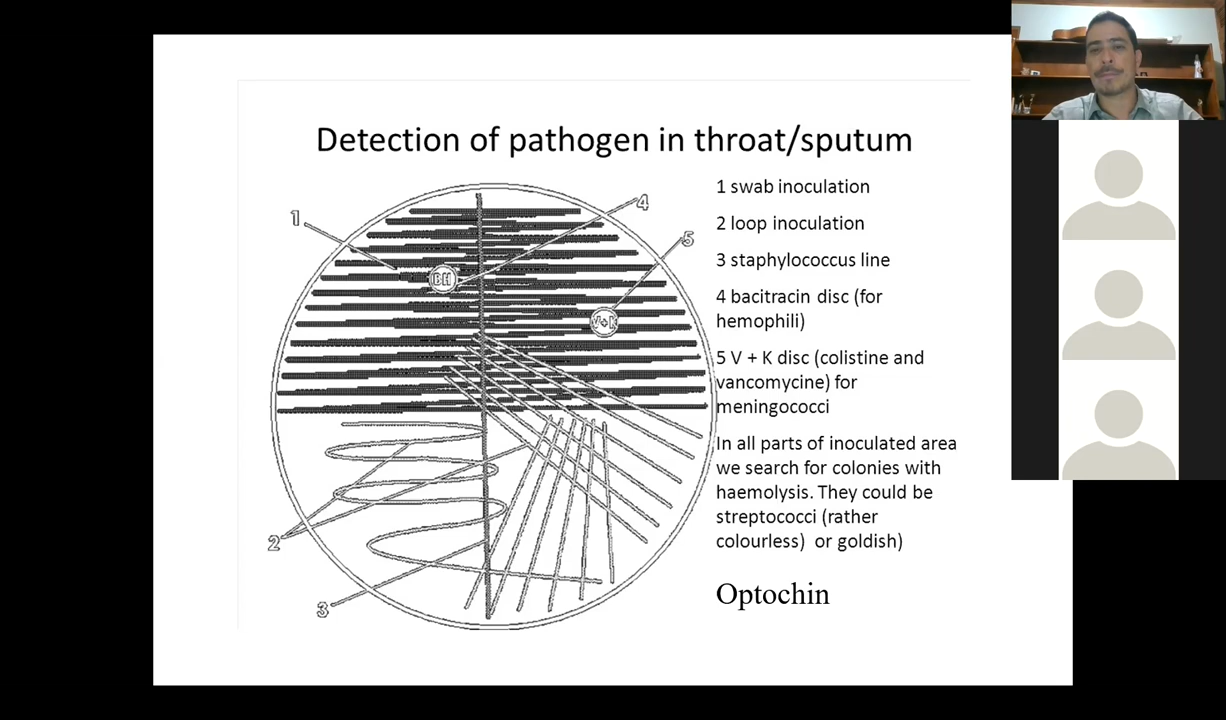 Detection of pathogen in throat/sputum
1
4
5
BH
V+K
2
3
1 swab inoculation
2 loop inoculation
3 staphylococcus line
4 bacitracin disc (for
hemophili)
5 V + K disc (colistine and
vancomycine) for
meningococci
In all parts of inoculated area
we search for colonies with
haemolysis. They could be
streptococci (rather
colourless)  or goldish)
Optochin